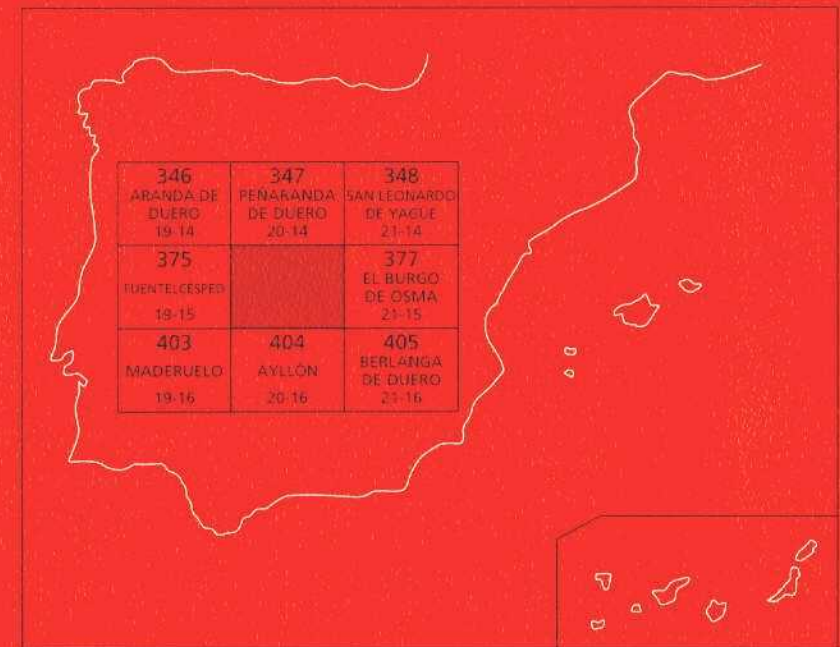 346
ARANDA DE
DUERO
19-14
347
PEÑARANDA
DE DUERO
20-14
348
SAN LEONARDO
DE YAGÜE
21-14
375
FUENTELCESPED
19-15
377
EL BURGO
DE OSMA
21-15
403
MADERUELO
19-16
404
AYLLÓN
20-16
405
BERLANGA
DE DUERO
21-16